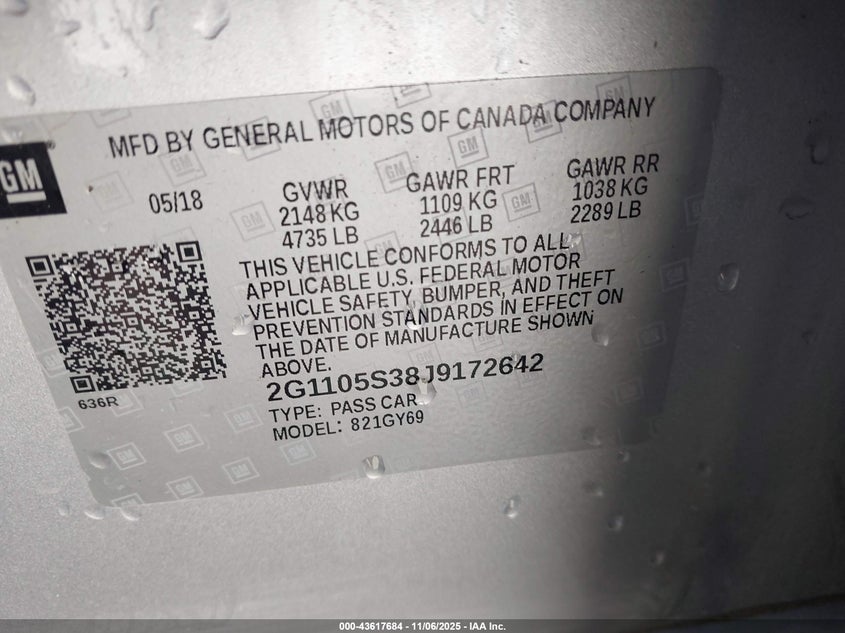 MFD BY GENERAL MOTORS OF CANADA COMPANY
GM
05/18
GVWR
2148 KG
4735 LB
GAWR FRT
1109 KG
2446 LB
GAWR RR
1038 KG
2289 LB
THIS VEHICLE CONFORMS TO ALL
APPLICABLE U.S. FEDERAL MOTOR
VEHICLE SAFETY, BUMPER, AND THEFT
PREVENTION STANDARDS IN EFFECT ON
THE DATE OF MANUFACTURE SHOWN
ABOVE.
2G1105S38J9172642
636R
TYPE: PASS CAR
MODEL: 821GY69
000-43617684 - 11/06/2025 - IAA Inc.